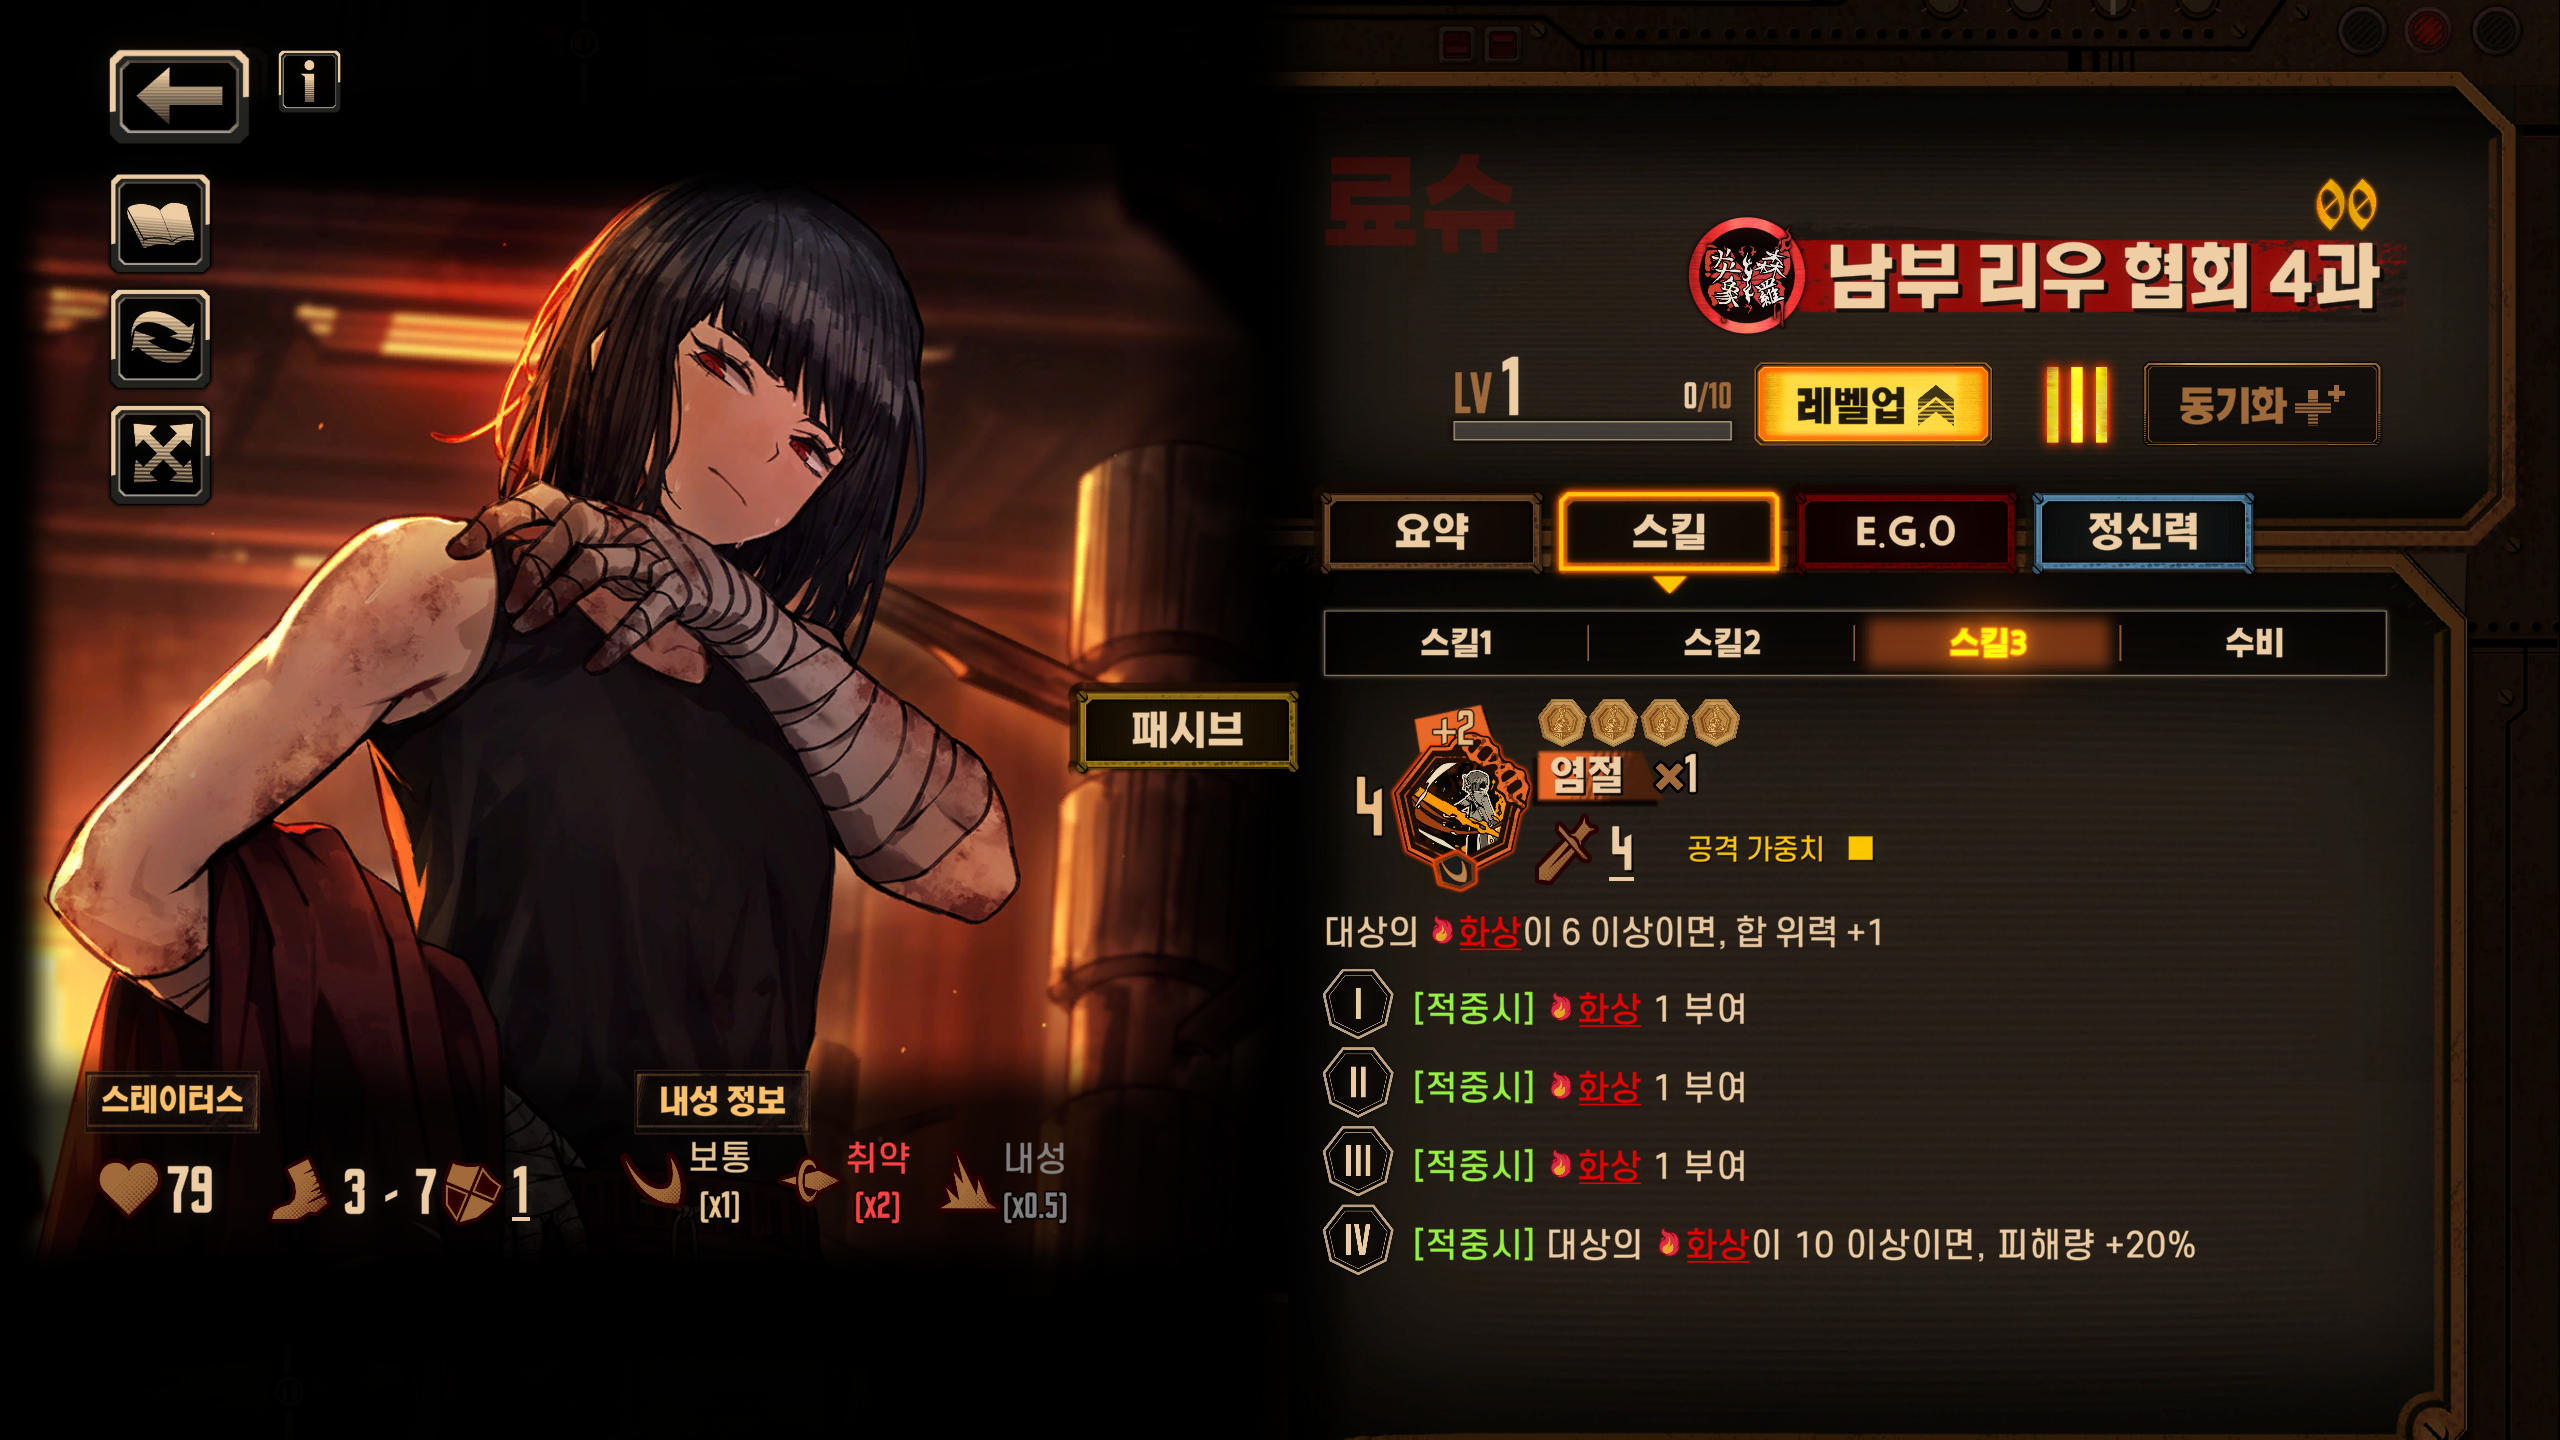 료슈
00
남부 리우 협회 4과
LV 1
0/10
레벨업
III
동기화
요약
스킬
E.G.O
정신력
스킬1
스킬2
스킬3
수비
패시브
+2
4
염절 ×1
4
공격 가중치
대상의 화상이 6 이상이면, 합 위력 +1
I [적중시] 화상 1 부여
II [적중시] 화상 1 부여
III [적중시] 화상 1 부여
IV [적중시] 대상의 화상이 10 이상이면, 피해량 +20%
스테이터스
79
3 - 7
1
내성 정보
보통
[x1]
취약
[x2]
내성
[x0.5]